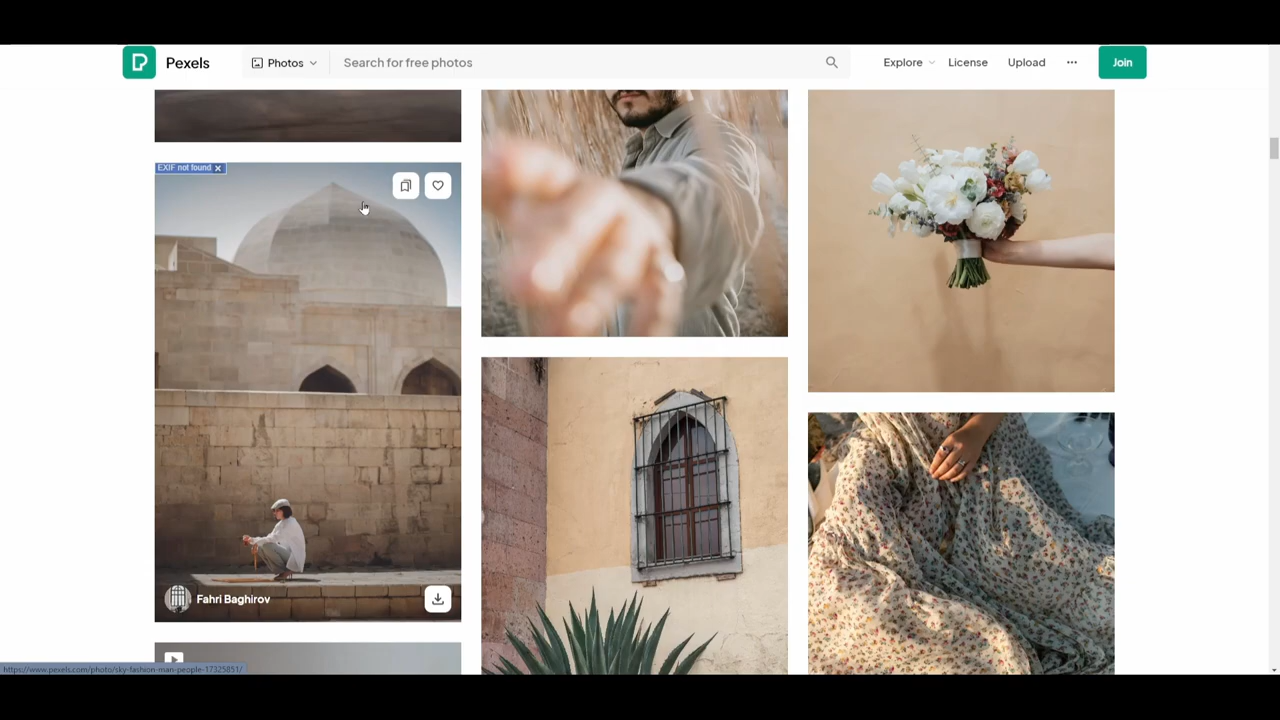 Pexels
Photos
Search for free photos
Explore
License
Upload
Join
EXIF not found
Fahri Baghirov
https://www.pexels.com/photo/sky-fashion-man-people-17325851/